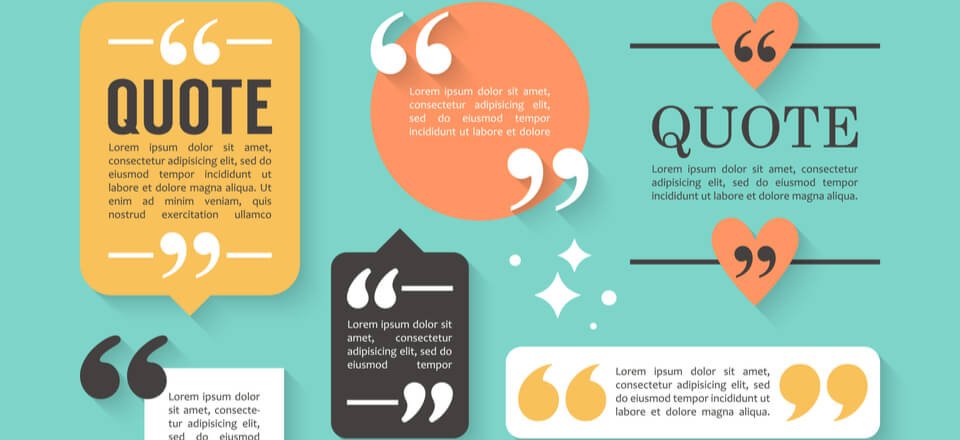 “
QUOTE
Lorem ipsum dolor sit amet,
consectetur adipisicing elit, sed do
eiusmod tempor incididunt ut
labore et dolore magna aliqua. Ut
enim ad minim veniam, quis
nostrud exercitation ullamco
”
“
Lorem ipsum dolor sit amet,
consectetur adipisicing elit,
sed do eiusmod tempor
incididunt ut labore et dolore
”
“
QUOTE
Lorem ipsum dolor sit amet, consectetur
adipisicing elit, sed do eiusmod tempor
incididunt ut labore et dolore magna aliqua.
”
“
Lorem ipsum dolor sit
amet, consectetur
adipisicing elit, sed do
eiusmod tempor
”
“
Lorem ipsum dolor
sit amet, consecte-
tur adipisicing elit,
sed do eiusmod
“
Lorem ipsum dolor sit amet,
consectetur adipisicing elit, sed do
eiusmod tempor incididunt ut
labore et dolore magna aliqua.
”